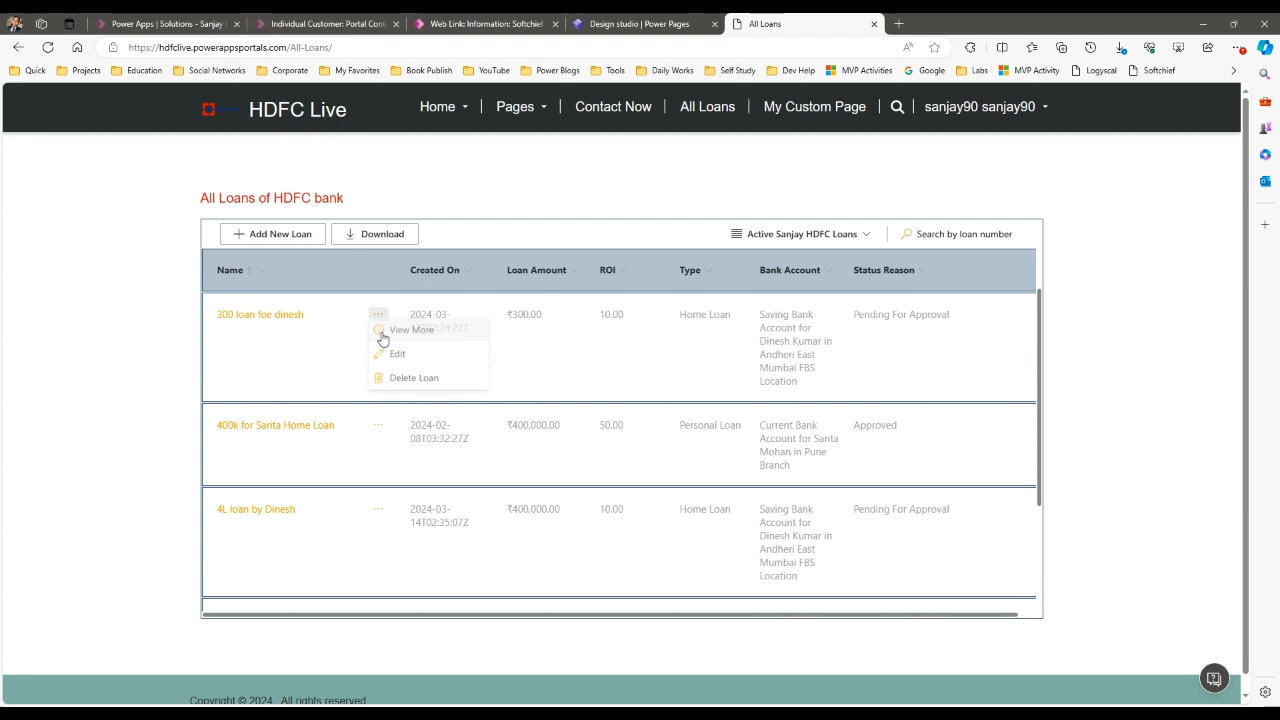 Power Apps | Solutions - Sanjay
Individual Customer: Portal Cont
Web Link: Information: Softchief
Design studio | Power Pages
All Loans
https://hdfclive.powerappsportals.com/All-Loans/
Quick Projects Education Social Networks Corporate My Favorites Book Publish YouTube Power Blogs Tools Daily Works Self Study Dev Help MVP Activities Google Labs MVP Activity Logyscal Softchief
HDFC Live
Home Pages Contact Now All Loans My Custom Page sanjay90 sanjay90
All Loans of HDFC bank
Add New Loan Download Active Sanjay HDFC Loans Search by loan number
Name Created On Loan Amount ROI Type Bank Account Status Reason
300 loan foe dinesh ... 2024-03- ₹300.00 10.00 Home Loan Saving Bank Pending For Approval
View More :24:22Z Account for
Dinesh Kumar in
Edit Andheri East
Mumbai FBS
Delete Loan Location
400k for Sarita Home Loan ... 2024-02- ₹400,000.00 50.00 Personal Loan Current Bank Approved
08T03:32:27Z Account for Sarita
Mohan in Pune
Branch
4L loan by Dinesh ... 2024-03- ₹400,000.00 10.00 Home Loan Saving Bank Pending For Approval
14T02:35:07Z Account for
Dinesh Kumar in
Andheri East
Mumbai FBS
Location
Copyright © 2024 All rights reserved